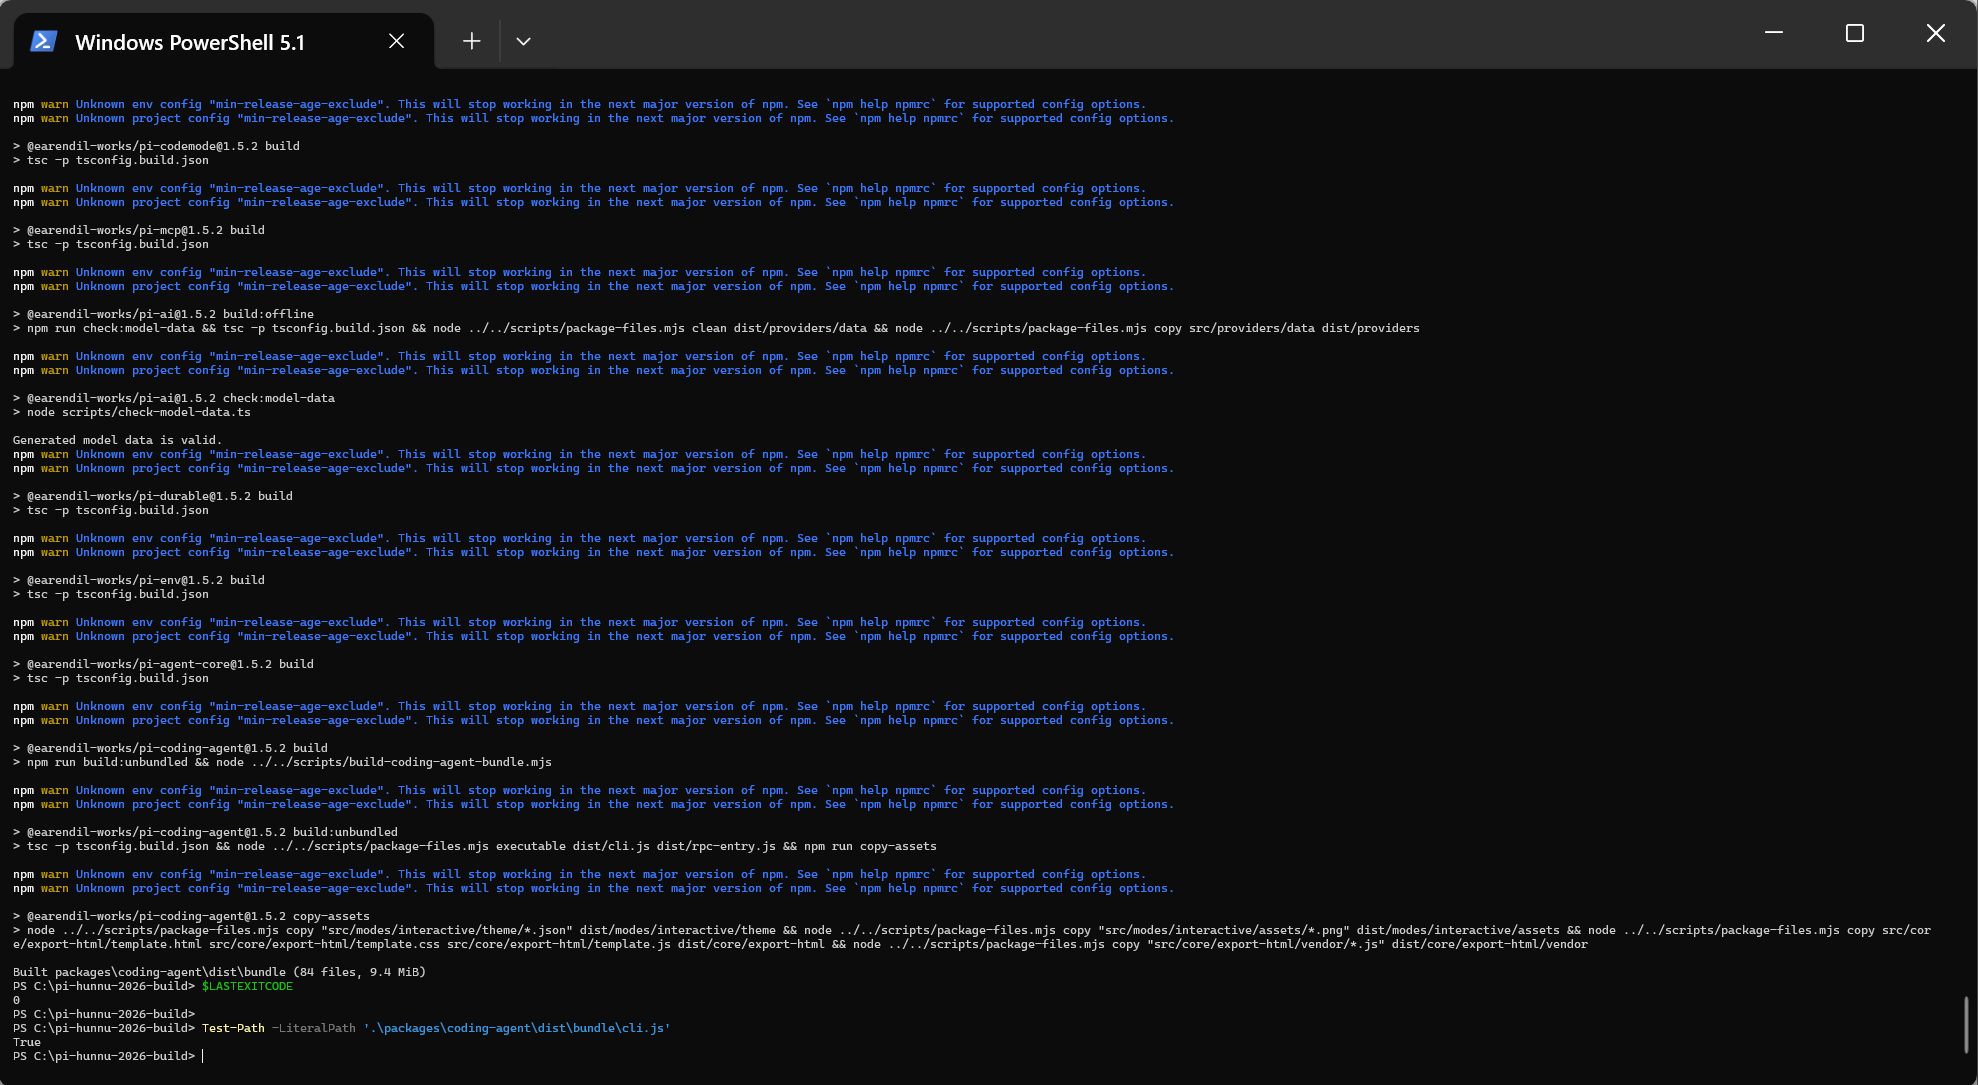 Windows PowerShell 5.1
npm warn Unknown env config "min-release-age-exclude". This will stop working in the next major version of npm. See `npm help npmrc` for supported config options.
npm warn Unknown project config "min-release-age-exclude". This will stop working in the next major version of npm. See `npm help npmrc` for supported config options.
> @earendil-works/pi-codemode@1.5.2 build
> tsc -p tsconfig.build.json
npm warn Unknown env config "min-release-age-exclude". This will stop working in the next major version of npm. See `npm help npmrc` for supported config options.
npm warn Unknown project config "min-release-age-exclude". This will stop working in the next major version of npm. See `npm help npmrc` for supported config options.
> @earendil-works/pi-mcp@1.5.2 build
> tsc -p tsconfig.build.json
npm warn Unknown env config "min-release-age-exclude". This will stop working in the next major version of npm. See `npm help npmrc` for supported config options.
npm warn Unknown project config "min-release-age-exclude". This will stop working in the next major version of npm. See `npm help npmrc` for supported config options.
> @earendil-works/pi-ai@1.5.2 build:offline
> npm run check:model-data && tsc -p tsconfig.build.json && node ../../scripts/package-files.mjs clean dist/providers/data && node ../../scripts/package-files.mjs copy src/providers/data dist/providers
npm warn Unknown env config "min-release-age-exclude". This will stop working in the next major version of npm. See `npm help npmrc` for supported config options.
npm warn Unknown project config "min-release-age-exclude". This will stop working in the next major version of npm. See `npm help npmrc` for supported config options.
> @earendil-works/pi-ai@1.5.2 check:model-data
> node scripts/check-model-data.ts
Generated model data is valid.
npm warn Unknown env config "min-release-age-exclude". This will stop working in the next major version of npm. See `npm help npmrc` for supported config options.
npm warn Unknown project config "min-release-age-exclude". This will stop working in the next major version of npm. See `npm help npmrc` for supported config options.
> @earendil-works/pi-durable@1.5.2 build
> tsc -p tsconfig.build.json
npm warn Unknown env config "min-release-age-exclude". This will stop working in the next major version of npm. See `npm help npmrc` for supported config options.
npm warn Unknown project config "min-release-age-exclude". This will stop working in the next major version of npm. See `npm help npmrc` for supported config options.
> @earendil-works/pi-env@1.5.2 build
> tsc -p tsconfig.build.json
npm warn Unknown env config "min-release-age-exclude". This will stop working in the next major version of npm. See `npm help npmrc` for supported config options.
npm warn Unknown project config "min-release-age-exclude". This will stop working in the next major version of npm. See `npm help npmrc` for supported config options.
> @earendil-works/pi-agent-core@1.5.2 build
> tsc -p tsconfig.build.json
npm warn Unknown env config "min-release-age-exclude". This will stop working in the next major version of npm. See `npm help npmrc` for supported config options.
npm warn Unknown project config "min-release-age-exclude". This will stop working in the next major version of npm. See `npm help npmrc` for supported config options.
> @earendil-works/pi-coding-agent@1.5.2 build
> npm run build:unbundled && node ../../scripts/build-coding-agent-bundle.mjs
npm warn Unknown env config "min-release-age-exclude". This will stop working in the next major version of npm. See `npm help npmrc` for supported config options.
npm warn Unknown project config "min-release-age-exclude". This will stop working in the next major version of npm. See `npm help npmrc` for supported config options.
> @earendil-works/pi-coding-agent@1.5.2 build:unbundled
> tsc -p tsconfig.build.json && node ../../scripts/package-files.mjs executable dist/cli.js dist/rpc-entry.js && npm run copy-assets
npm warn Unknown env config "min-release-age-exclude". This will stop working in the next major version of npm. See `npm help npmrc` for supported config options.
npm warn Unknown project config "min-release-age-exclude". This will stop working in the next major version of npm. See `npm help npmrc` for supported config options.
> @earendil-works/pi-coding-agent@1.5.2 copy-assets
> node ../../scripts/package-files.mjs copy "src/modes/interactive/theme/*.json" dist/modes/interactive/theme && node ../../scripts/package-files.mjs copy "src/modes/interactive/assets/*.png" dist/modes/interactive/assets && node ../../scripts/package-files.mjs copy src/cor
e/export-html/template.html src/core/export-html/template.css src/core/export-html/template.js dist/core/export-html && node ../../scripts/package-files.mjs copy "src/core/export-html/vendor/*.js" dist/core/export-html/vendor
Built packages\coding-agent\dist\bundle (84 files, 9.4 MiB)
PS C:\pi-hunnu-2026-build> $LASTEXITCODE
0
PS C:\pi-hunnu-2026-build>
PS C:\pi-hunnu-2026-build> Test-Path -LiteralPath '.\packages\coding-agent\dist\bundle\cli.js'
True
PS C:\pi-hunnu-2026-build>